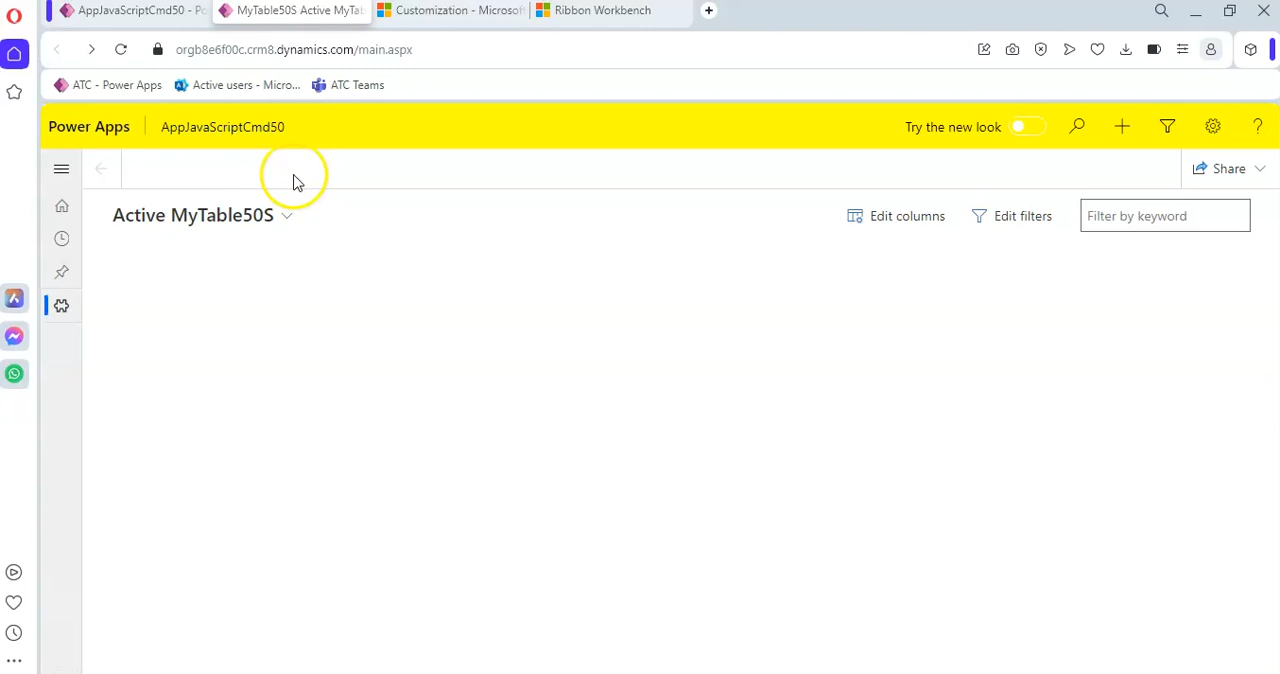 AppJavaScriptCmd50 - Po
MyTable50S Active MyTab
Customization - Microsoft
Ribbon Workbench
orgb8e6f00c.crm8.dynamics.com/main.aspx
ATC - Power Apps
Active users - Micro...
ATC Teams
Power Apps
AppJavaScriptCmd50
Try the new look
Share
Active MyTable50S
Edit columns
Edit filters
Filter by keyword